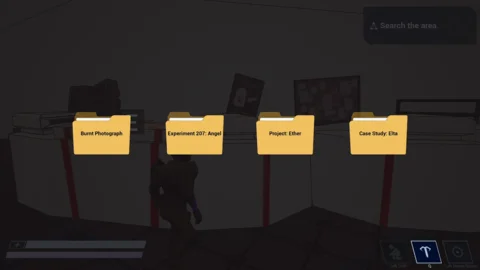 Search the area.
Burnt Photograph
Experiment 207: Angel
Project: Ether
Case Study: Elta